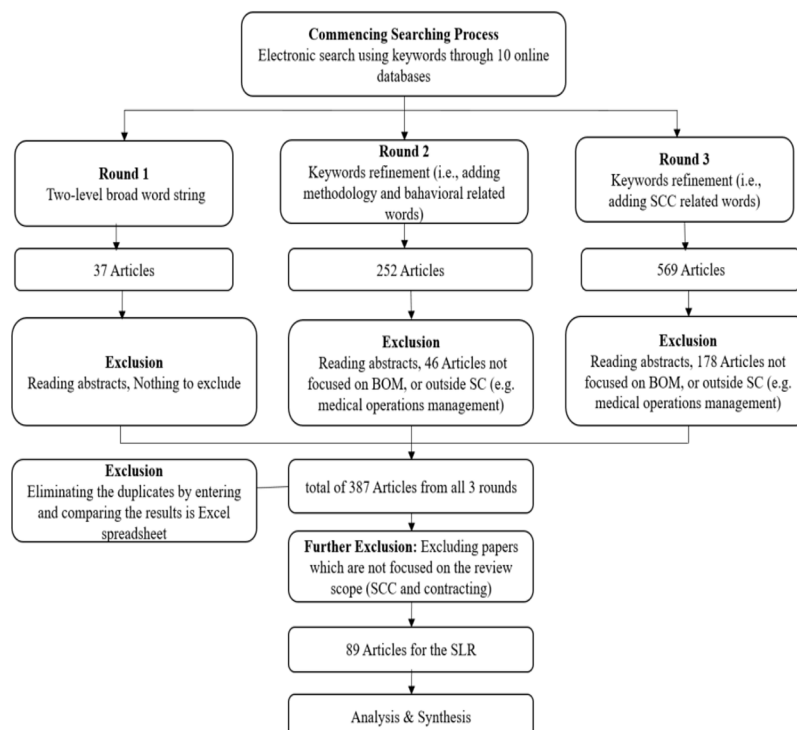 Commencing Searching Process
Electronic search using keywords through 10 online
databases
Round 1
Two-level broad word string
Round 2
Keywords refinement (i.e., adding
methodology and bahavioral related
words)
Round 3
Keywords refinement (i.e.,
adding SCC related words)
37 Articles
252 Articles
569 Articles
Exclusion
Reading abstracts, Nothing to exclude
Exclusion
Reading abstracts, 46 Articles not
focused on BOM, or outside SC (e.g.
medical operations management)
Exclusion
Reading abstracts, 178 Articles not
focused on BOM, or outside SC (e.g.
medical operations management)
Exclusion
Eliminating the duplicates by entering
and comparing the results is Excel
spreadsheet
total of 387 Articles from all 3 rounds
Further Exclusion: Excluding papers
which are not focused on the review
scope (SCC and contracting)
89 Articles for the SLR
Analysis & Synthesis